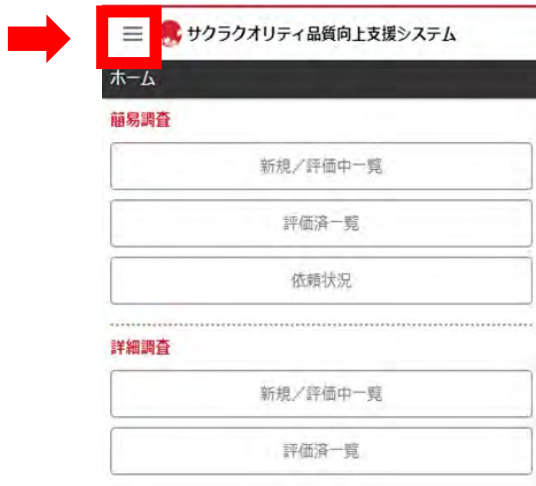 サクラクオリティ品質向上支援システム
ホーム
簡易調査
新規／評価中一覧
評価済一覧
依頼状況
詳細調査
新規／評価中一覧
評価済一覧